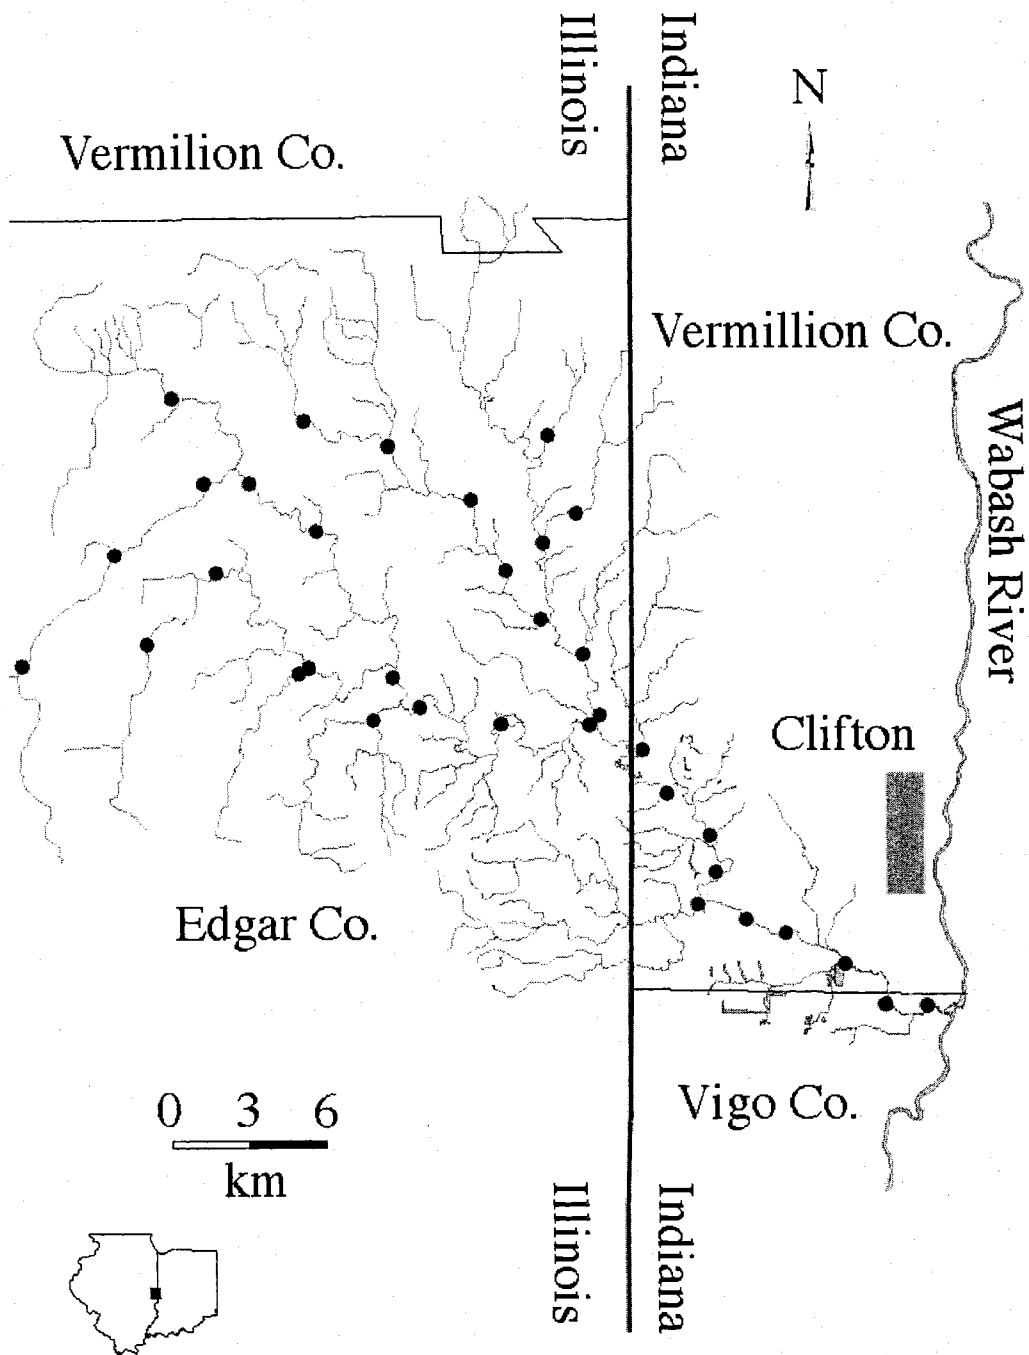 Illinois
Indiana
N
Vermilion Co.
Vermillion Co.
Wabash River
Clifton
Edgar Co.
Vigo Co.
0 3 6
km
Illinois
Indiana